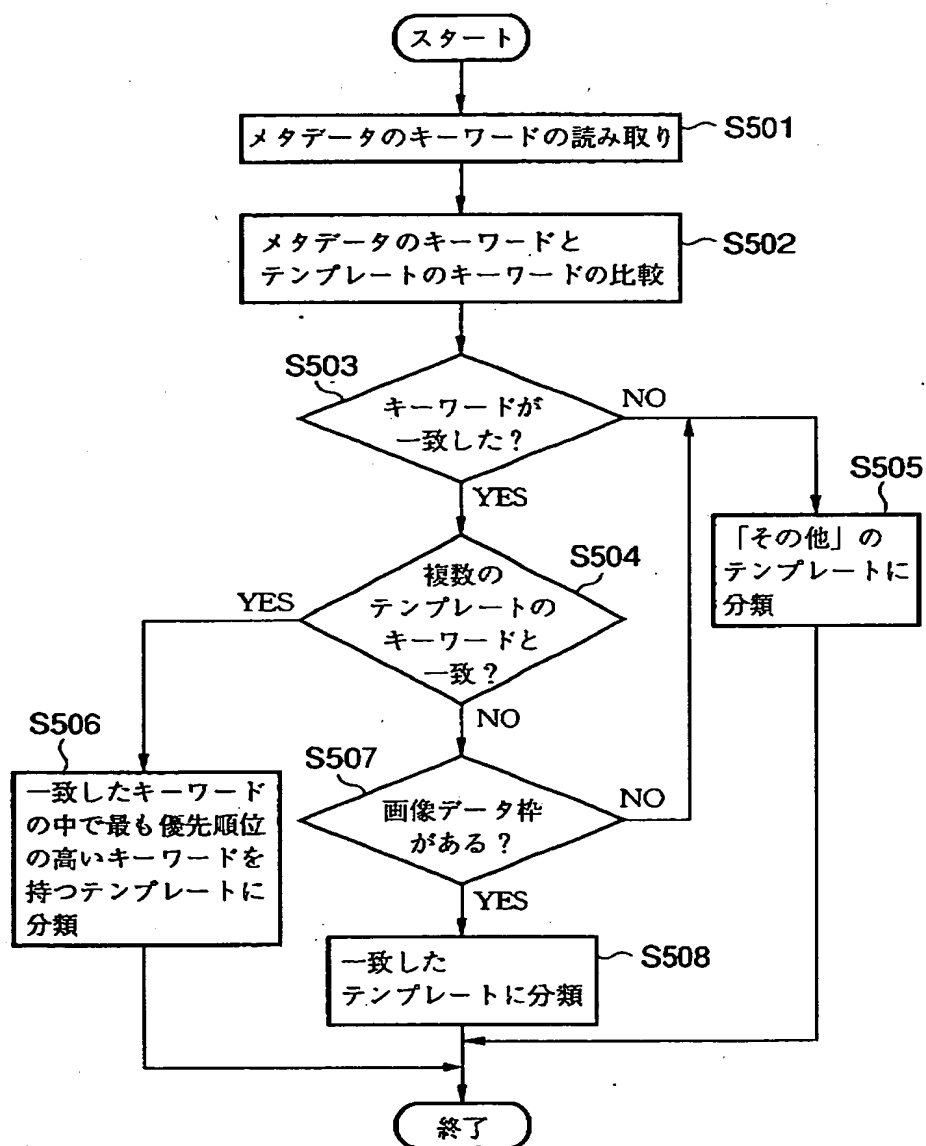 スタート
メタデータのキーワードの読み取り
S501
メタデータのキーワードと
テンプレートのキーワードの比較
S502
S503
キーワードが
一致した?
NO
YES
S505
「その他」の
テンプレートに
分類
S504
複数の
テンプレートの
キーワードと
一致?
YES
NO
S506
一致したキーワード
の中で最も優先順位
の高いキーワードを
持つテンプレートに
分類
S507
画像データ枠
がある?
NO
YES
一致した
テンプレートに分類
S508
終了